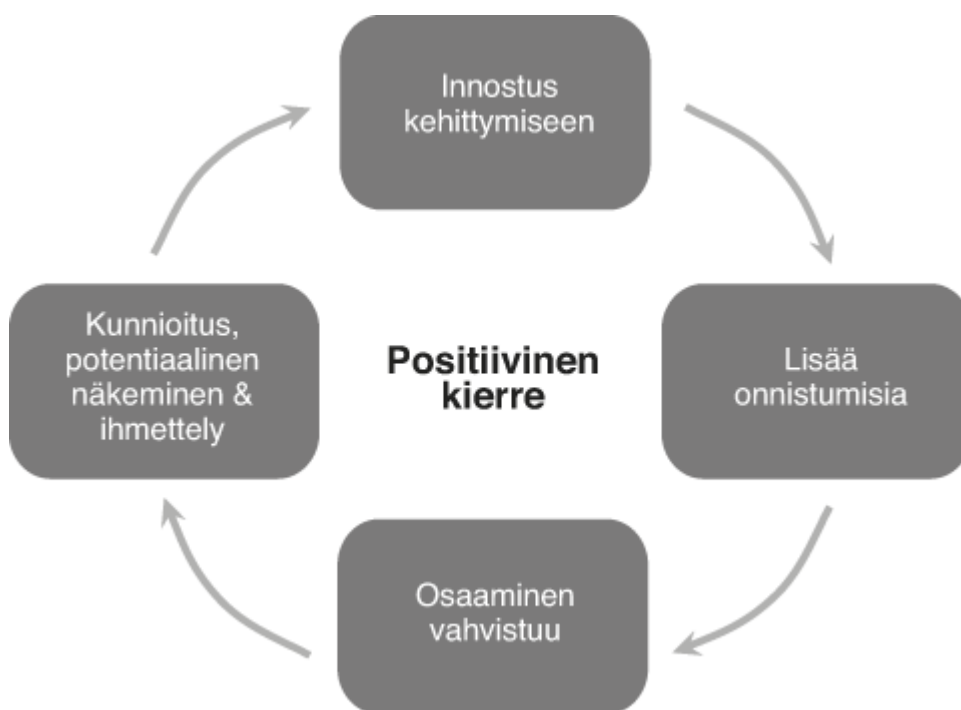 Innostus
kehittymiseen
Kunnioitus,
potentiaalinen
näkeminen &
ihmettely
Positiivinen
kierre
Lisää
onnistumisia
Osaaminen
vahvistuu